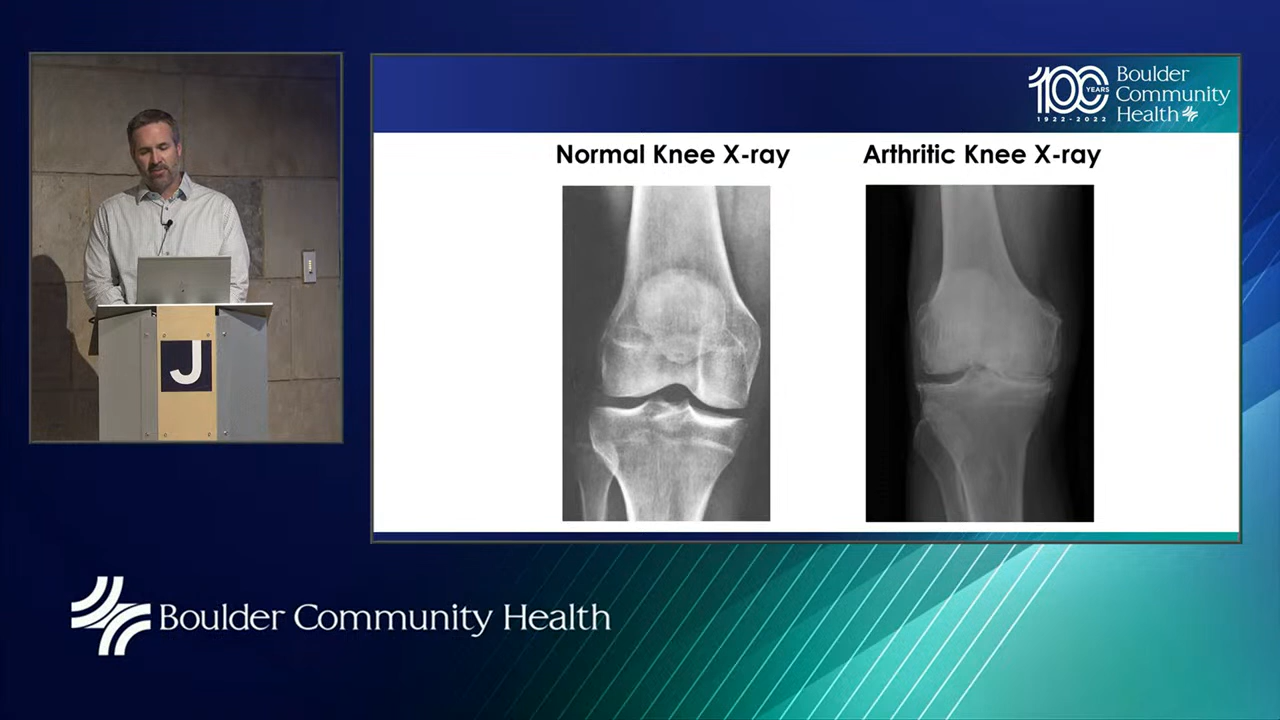 100 YEARS
1922-2022
Boulder
Community
Health
Normal Knee X-ray
Arthritic Knee X-ray
J
Boulder Community Health